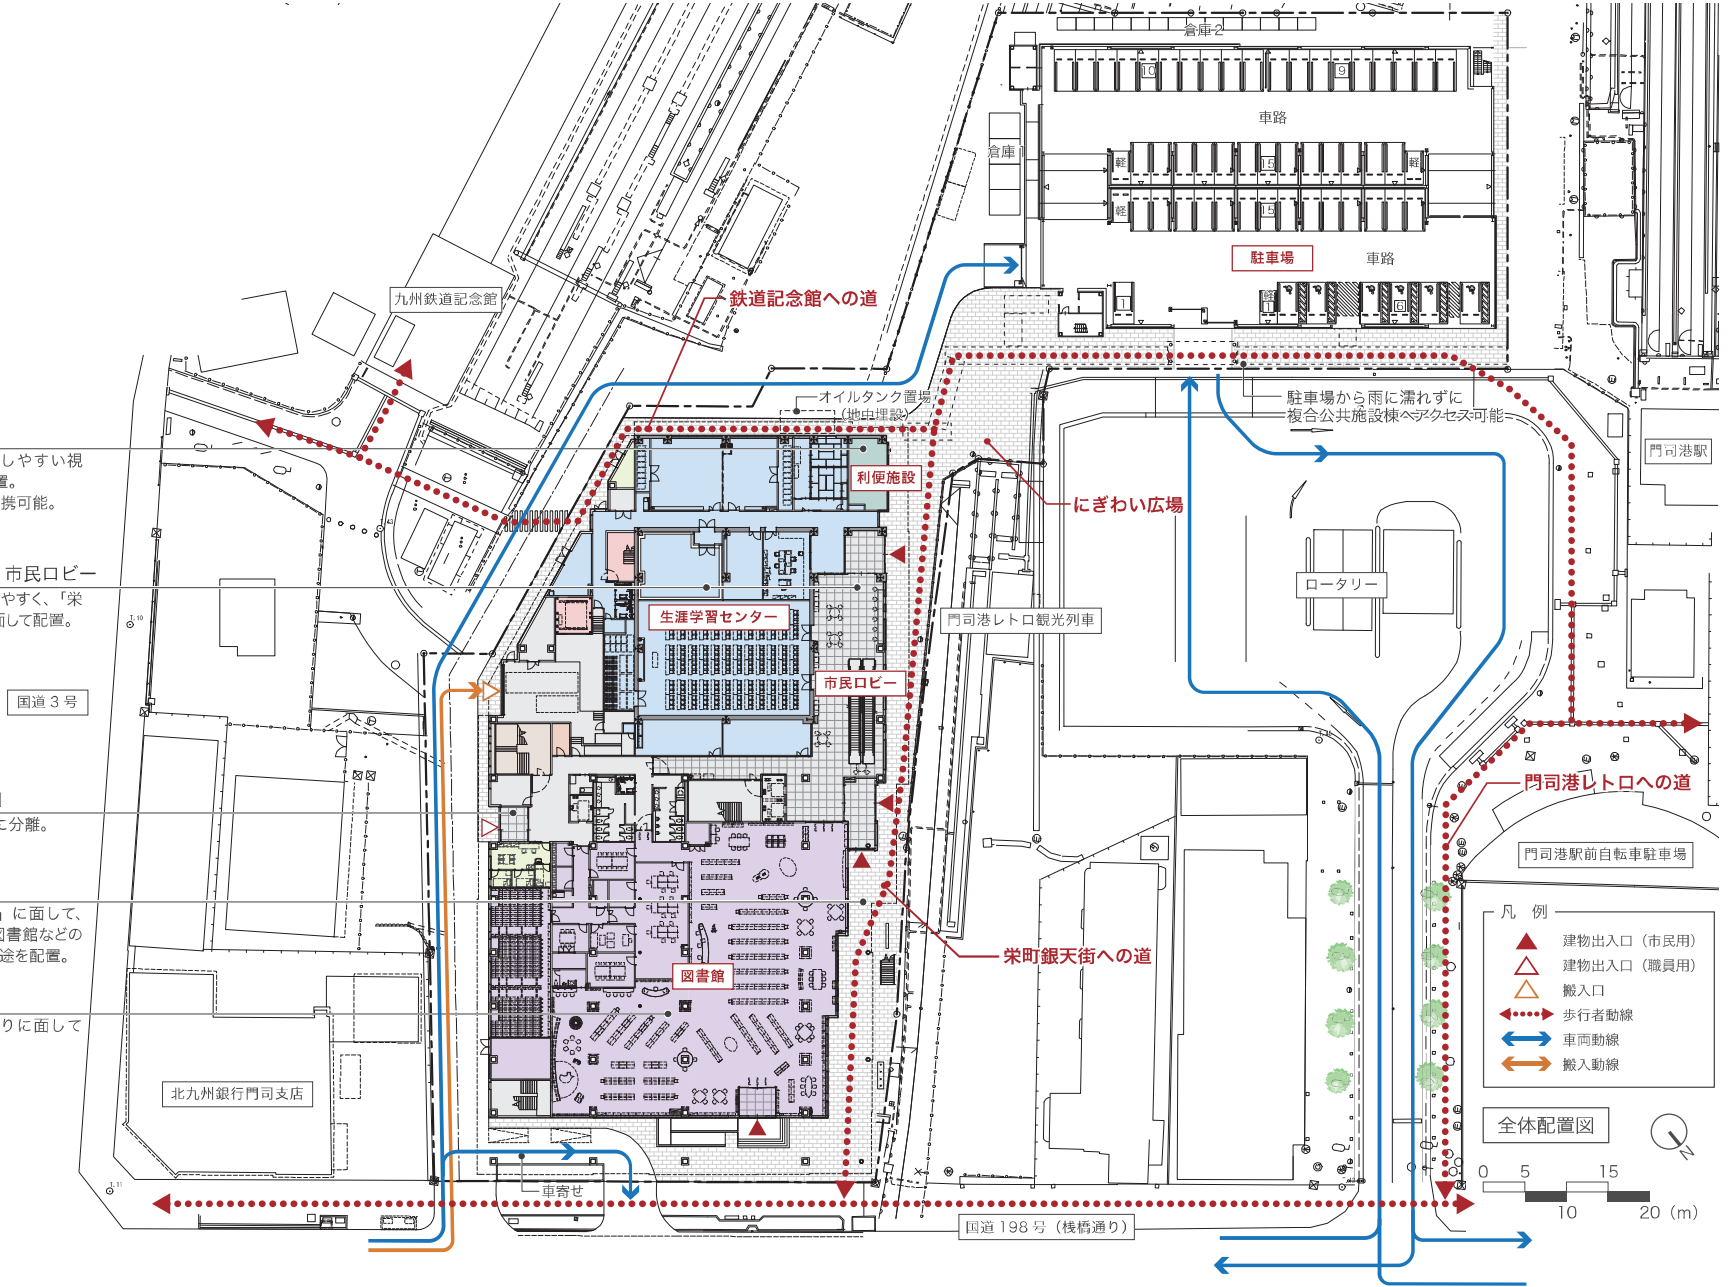 倉庫2
10
9
車路
倉庫1
軽
15
軽
軽
15
駐車場
車路
九州鉄道記念館
鉄道記念館への道
1
軽
1
6
オイルタンク置場
(地中埋設)
駐車場から雨に濡れずに
複合公共施設棟へアクセス可能
門司港駅
しやすい視
置。
携可能。
利便施設
にぎわい広場
市民ロビー
やすく、「栄
面して配置。
ロータリー
生涯学習センター
門司港レトロ観光列車
T.10
国道3号
市民ロビー
門司港レトロへの道
に分離。
門司港駅前自転車駐車場
」に面して、
図書館などの
途を配置。
栄町銀天街への道
図書館
凡 例
建物出入口(市民用)
建物出入口(職員用)
搬入口
歩行者動線
車両動線
搬入動線
りに面して
北九州銀行門司支店
全体配置図
N
0 5 15
10 20(m)
T.11
車寄せ
国道198号(桟橋通り)